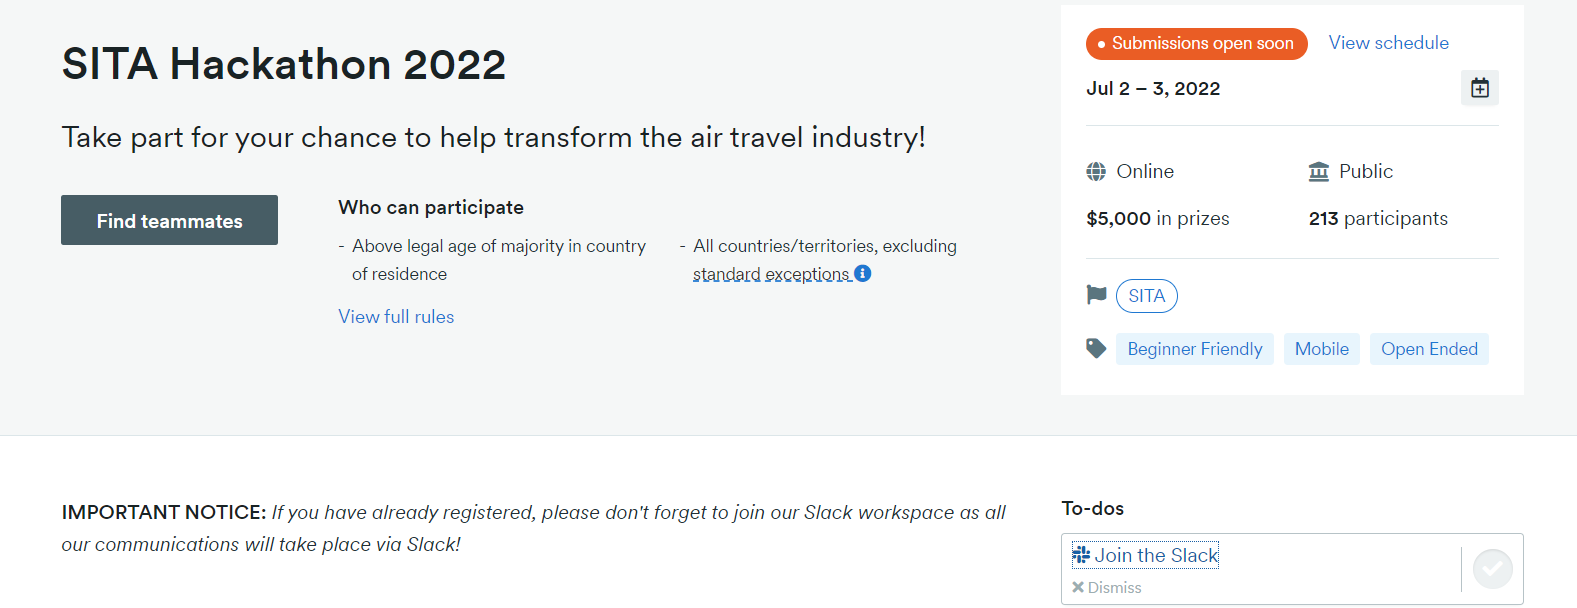 SITA Hackathon 2022
Take part for your chance to help transform the air travel industry!
Find teammates
Who can participate
- Above legal age of majority in country
of residence
- All countries/territories, excluding
standard exceptions
View full rules
Submissions open soon
View schedule
Jul 2 – 3, 2022
Online
Public
$5,000 in prizes
213 participants
SITA
Beginner Friendly
Mobile
Open Ended
IMPORTANT NOTICE: If you have already registered, please don't forget to join our Slack workspace as all
our communications will take place via Slack!
To-dos
Join the Slack
Dismiss